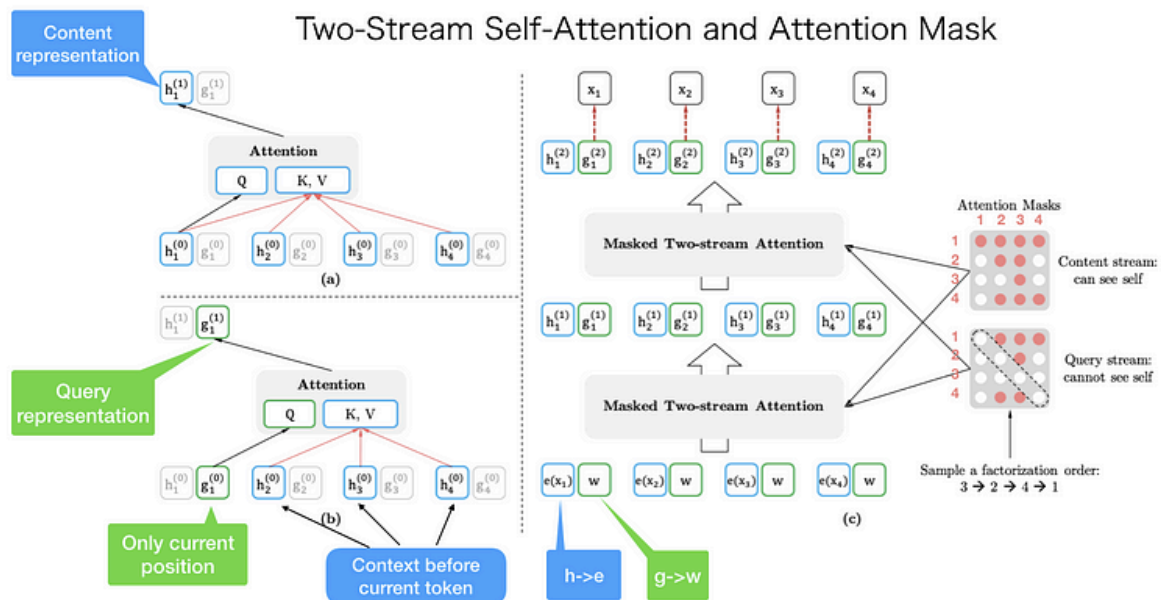 Two-Stream Self-Attention and Attention Mask
Content
representation
h₁⁽¹⁾ g₁⁽¹⁾
Attention
Q K, V
h₁⁽⁰⁾ g₁⁽⁰⁾ h₂⁽⁰⁾ g₂⁽⁰⁾ h₃⁽⁰⁾ g₃⁽⁰⁾ h₄⁽⁰⁾ g₄⁽⁰⁾
(a)
h₁⁽¹⁾ g₁⁽¹⁾
Query
representation
Attention
Q K, V
h₁⁽⁰⁾ g₁⁽⁰⁾ h₂⁽⁰⁾ g₂⁽⁰⁾ h₃⁽⁰⁾ g₃⁽⁰⁾ h₄⁽⁰⁾ g₄⁽⁰⁾
(b)
Only current
position
Context before
current token
x₁ x₂ x₃ x₄
h₁⁽²⁾ g₁⁽²⁾ h₂⁽²⁾ g₂⁽²⁾ h₃⁽²⁾ g₃⁽²⁾ h₄⁽²⁾ g₄⁽²⁾
Masked Two-stream Attention
h₁⁽¹⁾ g₁⁽¹⁾ h₂⁽¹⁾ g₂⁽¹⁾ h₃⁽¹⁾ g₃⁽¹⁾ h₄⁽¹⁾ g₄⁽¹⁾
Masked Two-stream Attention
e(x₁) w e(x₂) w e(x₃) w e(x₄) w
(c)
h->e
g->w
Attention Masks
1 2 3 4
1
2
3
4
Content stream:
can see self
1
2
3
4
Query stream:
cannot see self
Sample a factorization order:
3 → 2 → 4 → 1